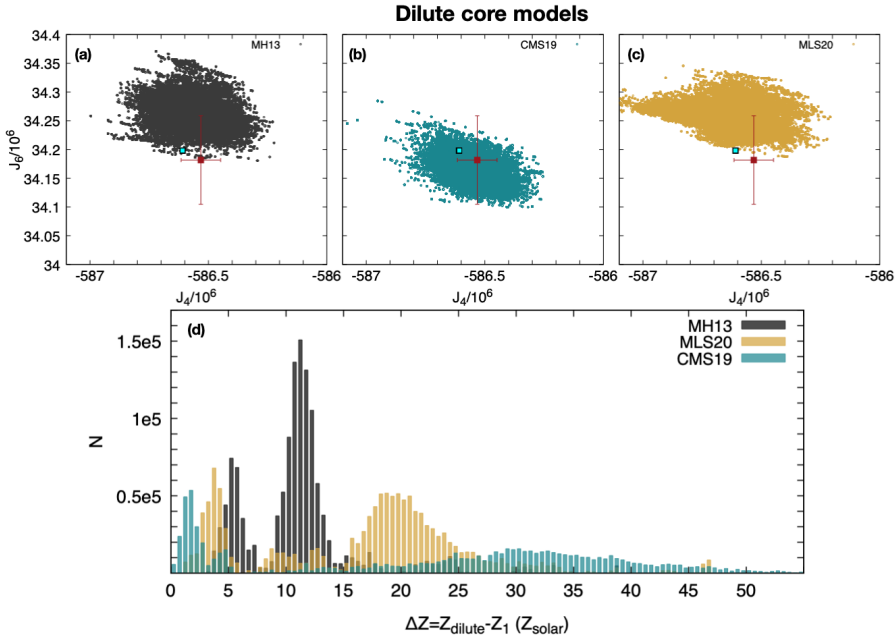 Dilute core models
(a) MH13
(b) CMS19
(c) MLS20
34.4
34.35
34.3
34.25
34.2
34.15
34.1
34.05
34
J₆/10⁶
-587 -586.5 -586
-587 -586.5 -586
-587 -586.5 -586
J₄/10⁶
J₄/10⁶
J₄/10⁶
(d)
MH13
MLS20
CMS19
1.5e5
1e5
0.5e5
N
0 5 10 15 20 25 30 35 40 45 50
ΔZ=Z_dilute-Z₁ (Z_solar)